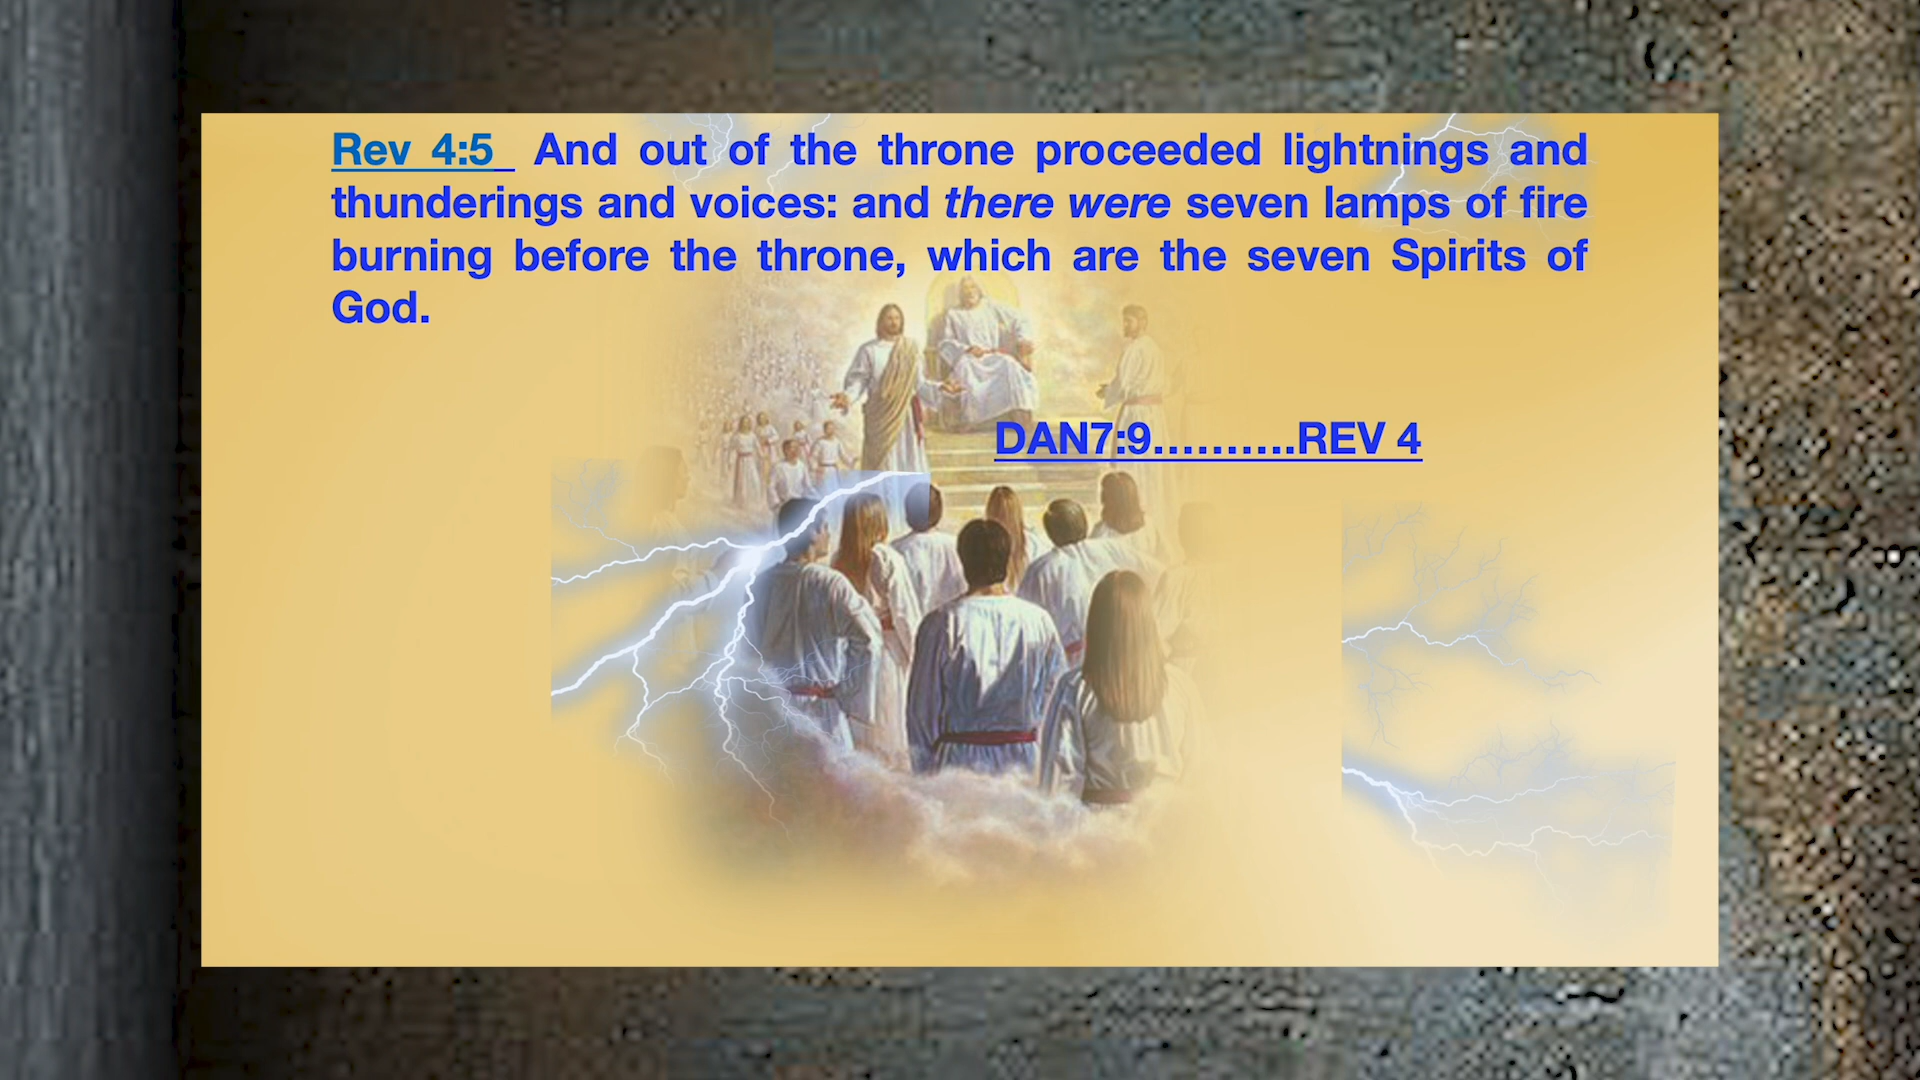 Rev 4:5 And out of the throne proceeded lightnings and
thunderings and voices: and there were seven lamps of fire
burning before the throne, which are the seven Spirits of
God.
DAN7:9..........REV 4